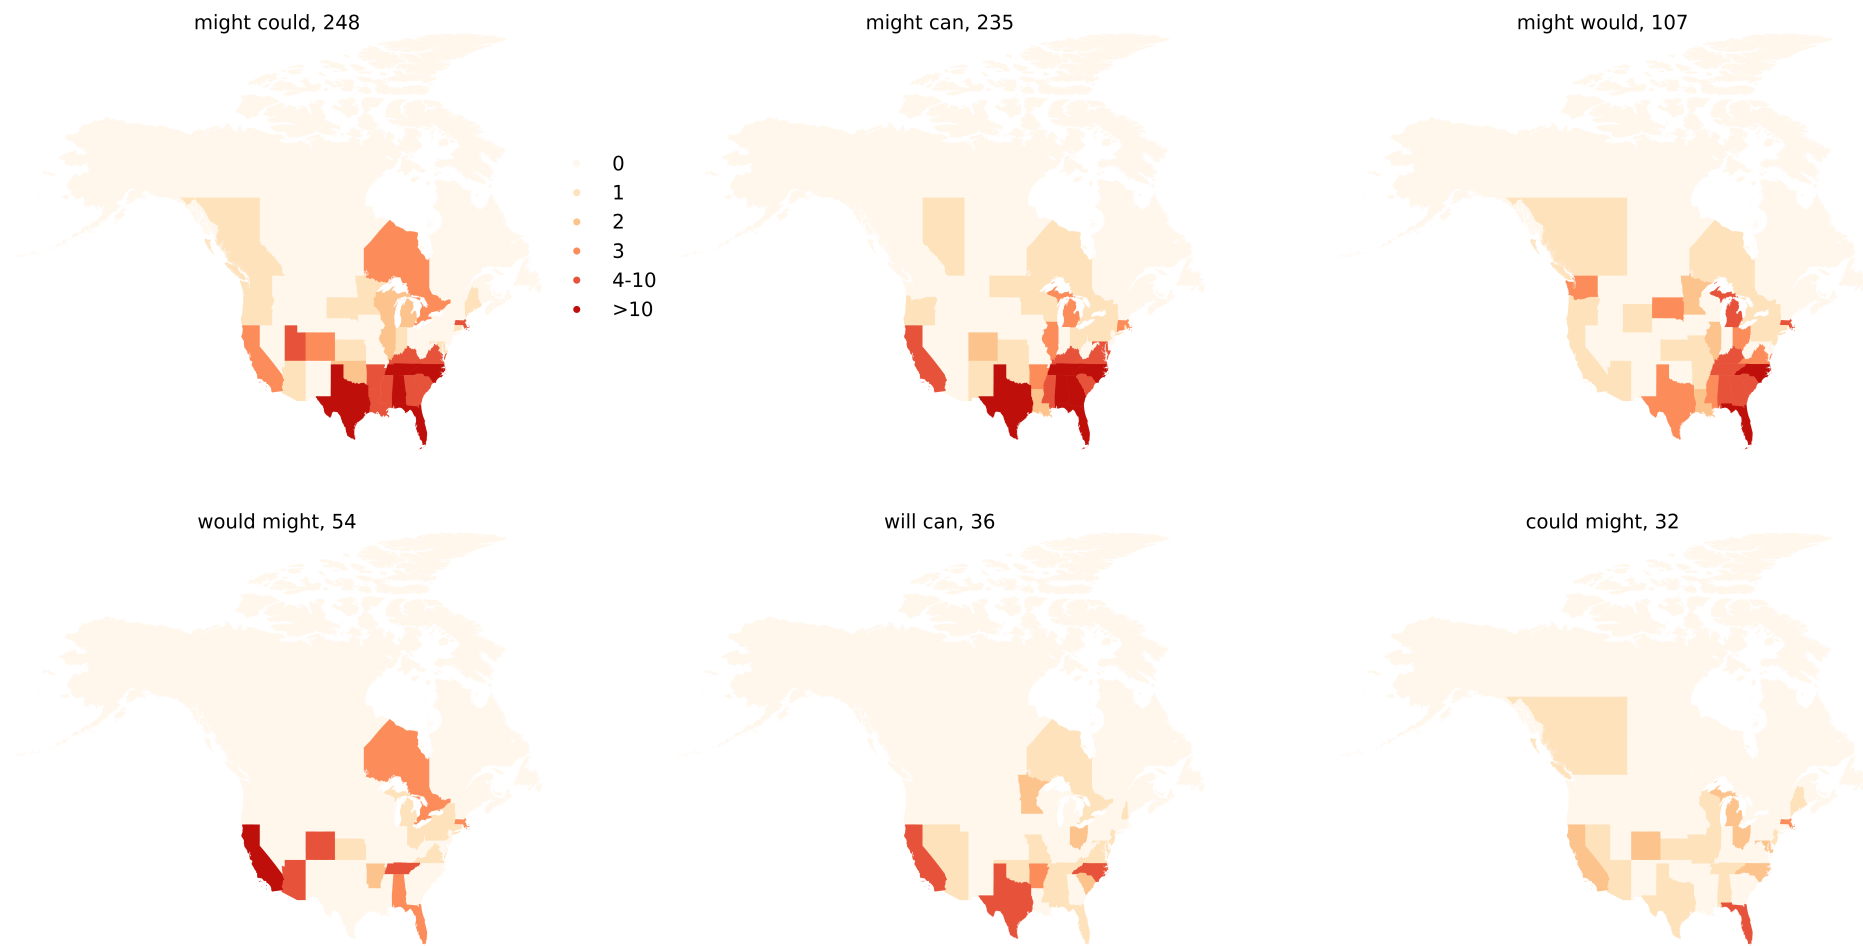 might could, 248
might can, 235
might would, 107
0
1
2
3
4-10
>10
would might, 54
will can, 36
could might, 32